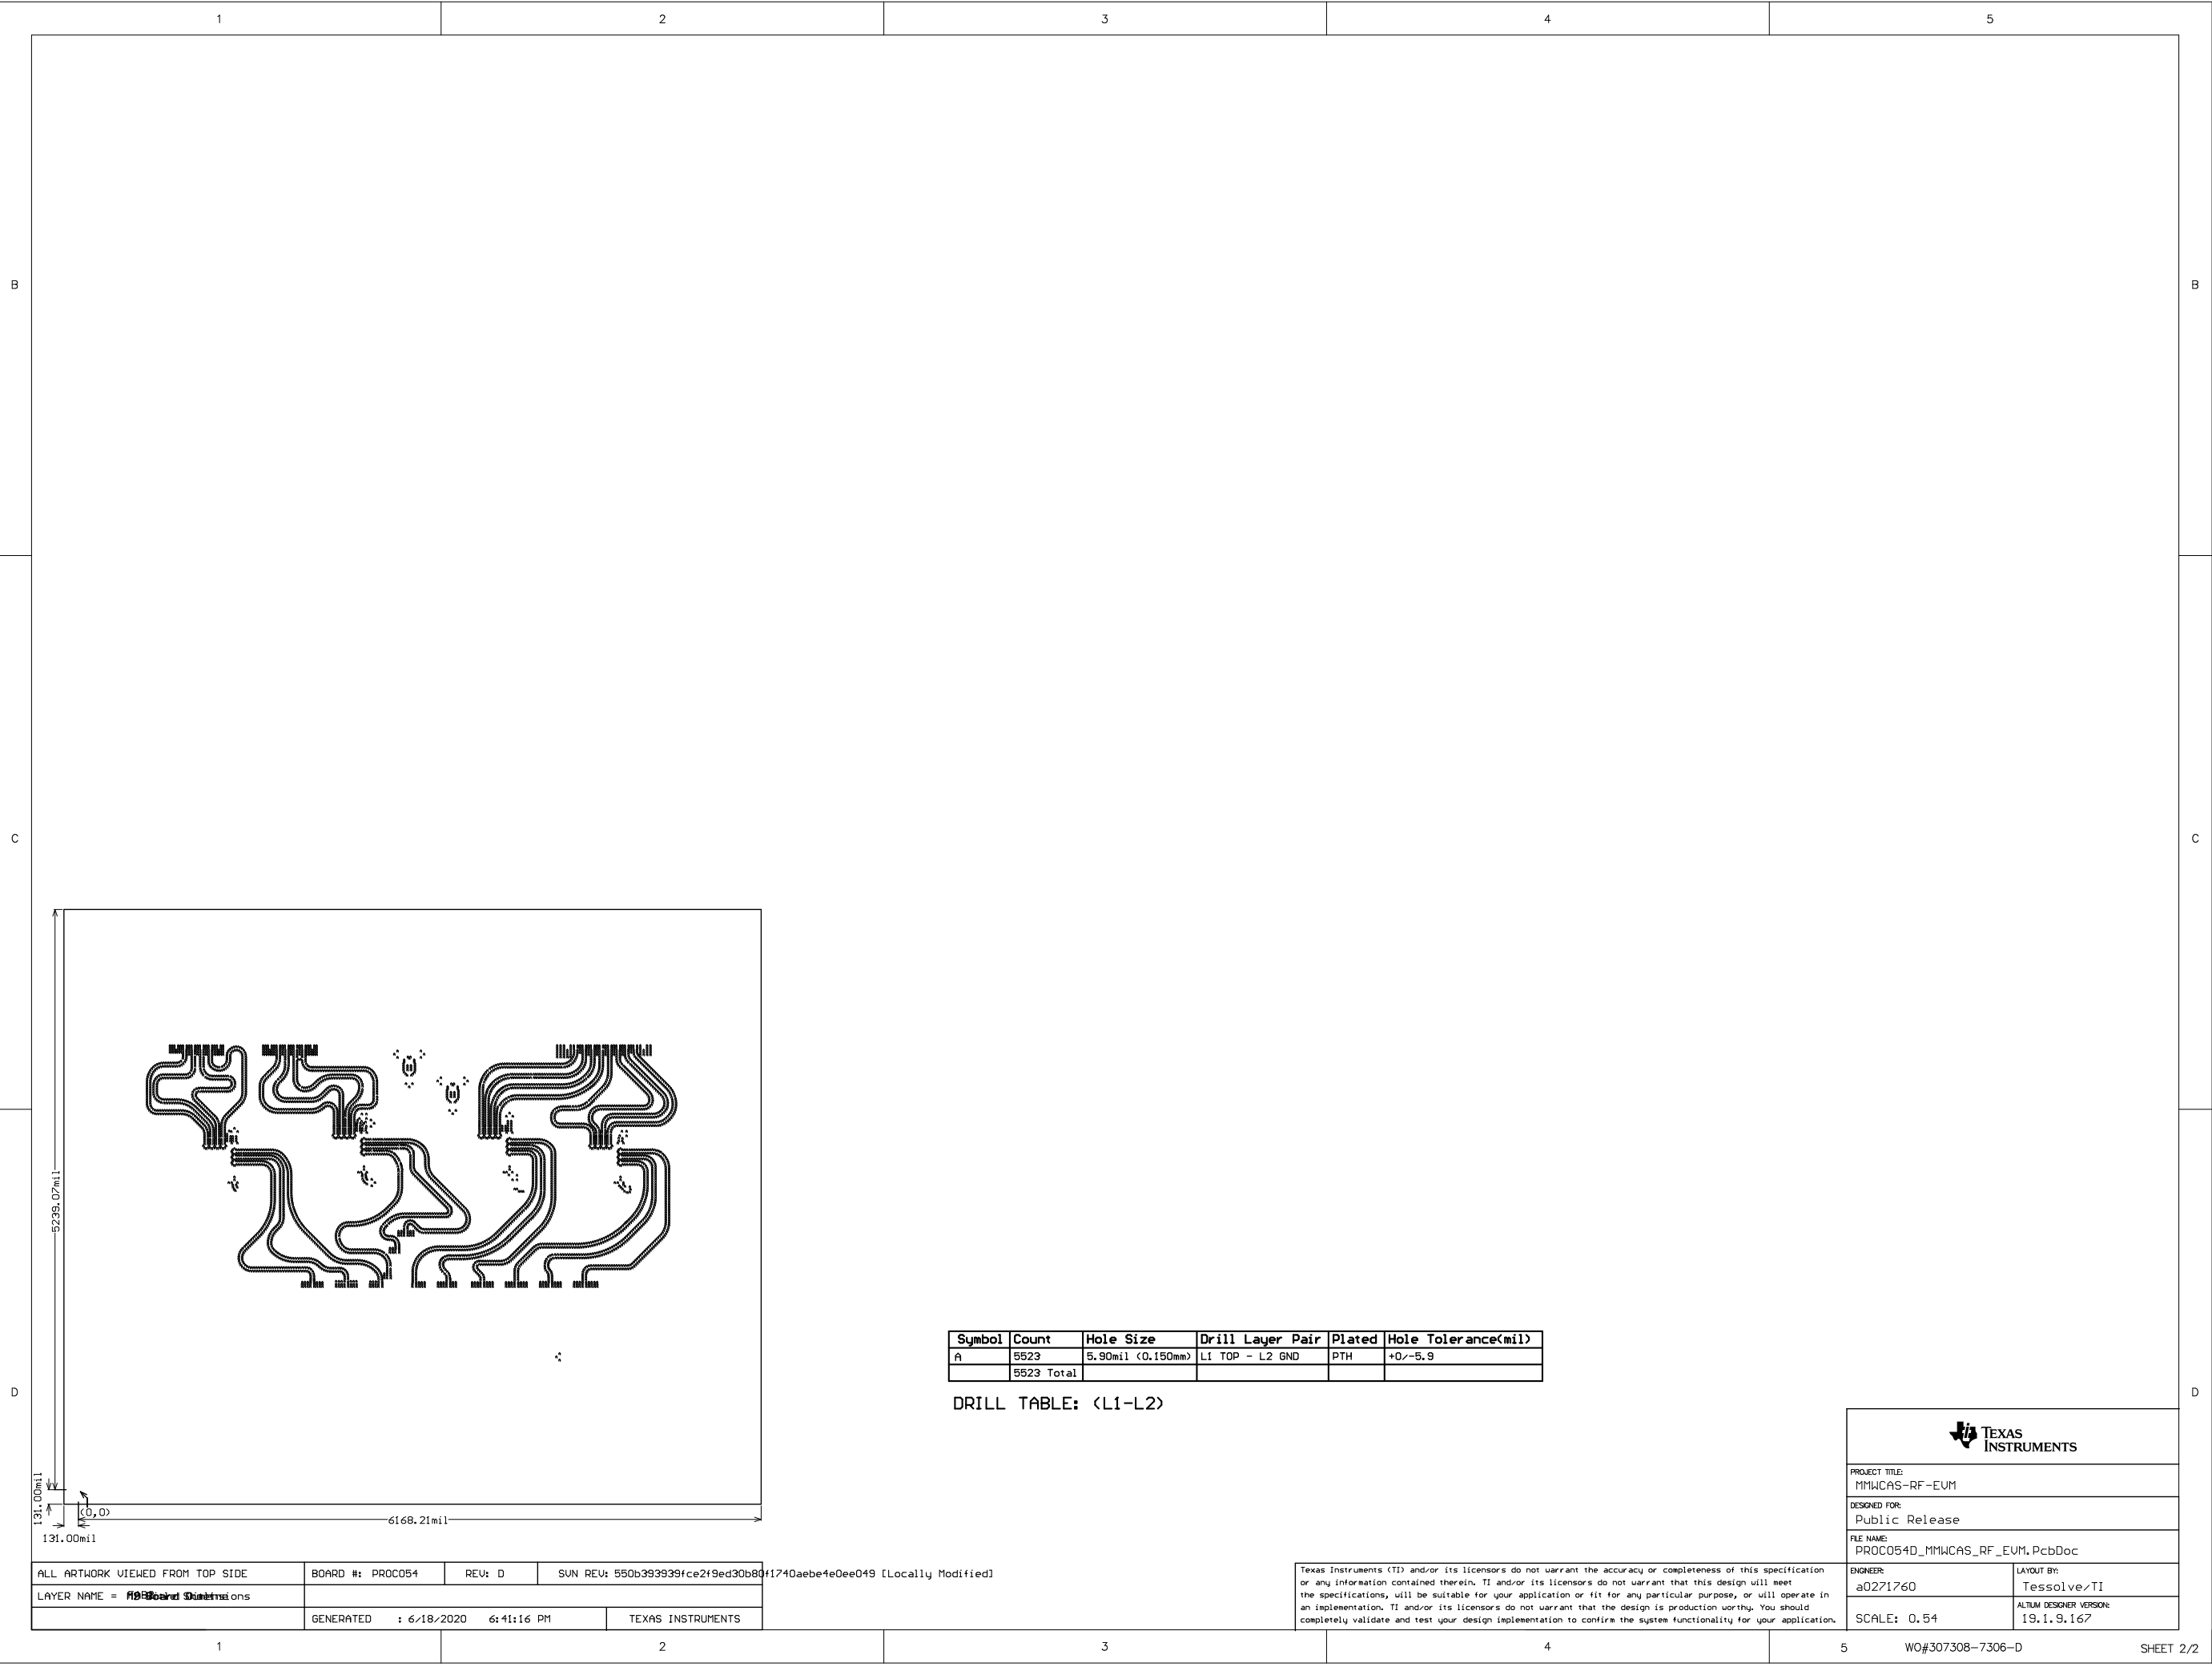 1 2 3 4 5
B B
C C
D D
5239.07mil
131.00mil
(0,0)
6168.21mil
131.00mil
Symbol Count Hole Size Drill Layer Pair Plated Hole Tolerance(mil)
A 5523 5.90mil (0.150mm) L1 TOP - L2 GND PTH +0/-5.9
5523 Total
DRILL TABLE: (L1-L2)
TEXAS
INSTRUMENTS
PROJECT TITLE:
MMWCAS-RF-EVM
DESIGNED FOR:
Public Release
FILE NAME:
PROC054D_MMWCAS_RF_EVM.PcbDoc
ENGINEER:
a0271760
LAYOUT BY:
Tessolve/TI
SCALE: 0.54
ALTIUM DESIGNER VERSION:
19.1.9.167
Texas Instruments (TI) and/or its licensors do not warrant the accuracy or completeness of this specification
or any information contained therein. TI and/or its licensors do not warrant that this design will meet
the specifications, will be suitable for your application or fit for any particular purpose, or will operate in
an implementation. TI and/or its licensors do not warrant that the design is production worthy. You should
completely validate and test your design implementation to confirm the system functionality for your application.
ALL ARTWORK VIEWED FROM TOP SIDE BOARD #: PROC054 REV: D SVN REV: 550b393939fce2f9ed30b80f1740aebe4e0ee049 [Locally Modified]
LAYER NAME =
GENERATED : 6/18/2020 6:41:16 PM TEXAS INSTRUMENTS
1 2 3 4 5 WO#307308-7306-D SHEET 2/2